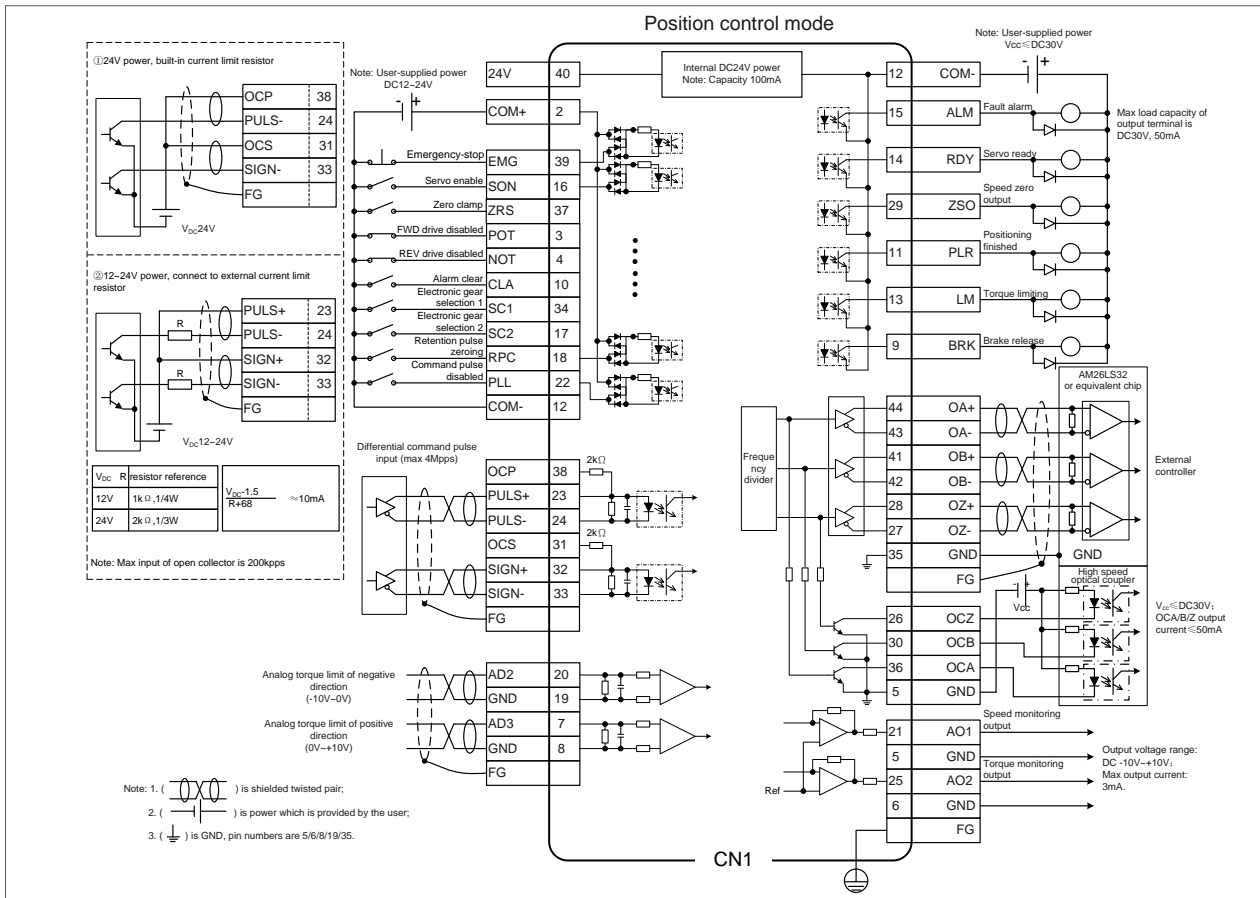 Position control mode
①24V power, built-in current limit resistor
OCP 38
PULS- 24
OCS 31
SIGN- 33
FG
VDC24V
②12~24V power, connect to external current limit
resistor
R
R
PULS+ 23
PULS- 24
SIGN+ 32
SIGN- 33
FG
VDC12~24V
VDC R resistor reference
12V 1kΩ,1/4W
24V 2kΩ,1/3W
VDC-1.5
R+68
≈10mA
Note: Max input of open collector is 200kpps
Note: User-supplied power
DC12~24V
- +
24V 40
COM+ 2
Emergency-stop EMG 39
Servo enable SON 16
Zero clamp ZRS 37
FWD drive disabled POT 3
REV drive disabled NOT 4
Alarm clear CLA 10
Electronic gear
selection 1 SC1 34
Electronic gear
selection 2 SC2 17
Retention pulse
zeroing RPC 18
Command pulse
disabled PLL 22
COM- 12
Differential command pulse
input (max 4Mpps)
OCP 38 2kΩ
PULS+ 23
PULS- 24
OCS 31 2kΩ
SIGN+ 32
SIGN- 33
FG
Analog torque limit of negative
direction
(-10V~0V)
AD2 20
GND 19
Analog torque limit of positive
direction
(0V~+10V)
AD3 7
GND 8
FG
Note: 1. ( ) is shielded twisted pair;
2. ( ) is power which is provided by the user;
3. ( ) is GND, pin numbers are 5/6/8/19/35.
Internal DC24V power
Note: Capacity 100mA
Note: User-supplied power
Vcc≤DC30V
- +
12 COM-
15 ALM Fault alarm
14 RDY Servo ready
29 ZSO Speed zero
output
11 PLR Positioning
finished
13 LM Torque limiting
9 BRK Brake release
Max load capacity of
output terminal is
DC30V, 50mA
AM26LS32
or equivalent chip
Freque
ncy
divider
44 OA+
43 OA-
41 OB+
42 OB-
28 OZ+
27 OZ-
35 GND
GND
FG
External
controller
High speed
optical coupler
- +
Vcc
26 OCZ
30 OCB
36 OCA
5 GND
Vcc≤DC30V;
OCA/B/Z output
current≤50mA
21 AO1 Speed monitoring
output
5 GND
25 AO2 Torque monitoring
output
6 GND
FG
Ref
Output voltage range:
DC -10V~+10V;
Max output current:
3mA.
CN1